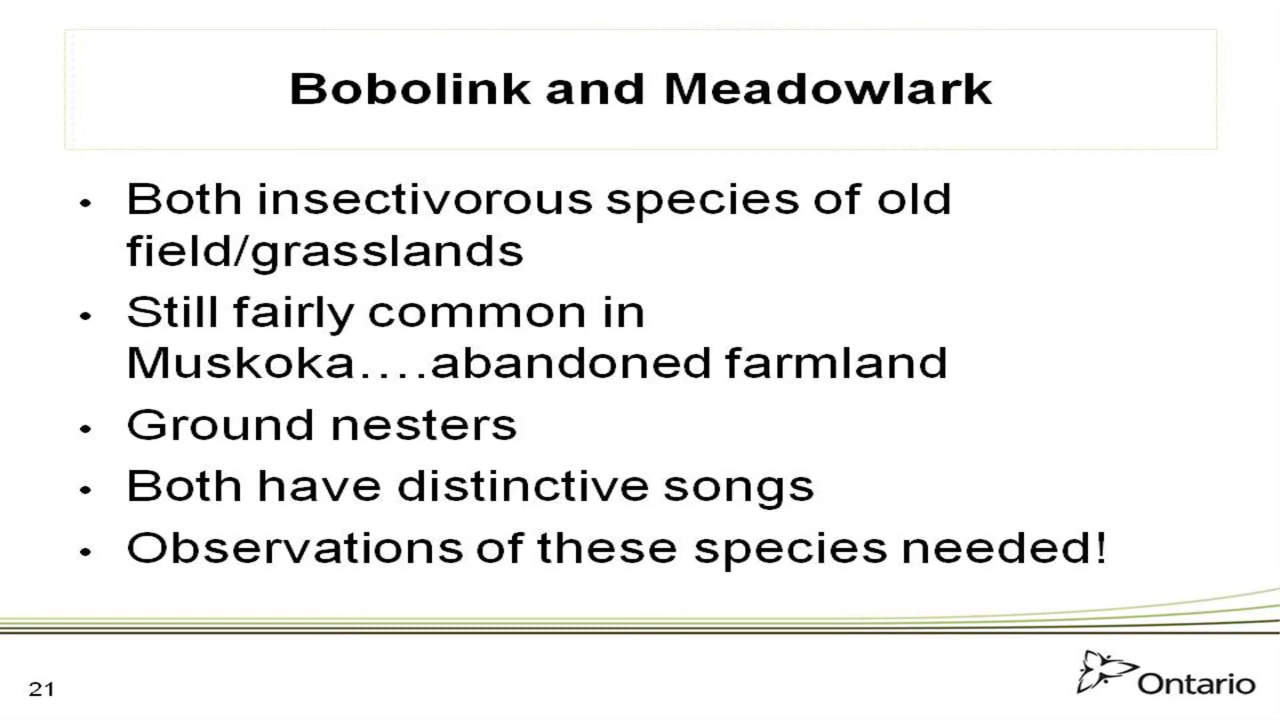 Bobolink and Meadowlark
• Both insectivorous species of old
field/grasslands
• Still fairly common in
Muskoka….abandoned farmland
• Ground nesters
• Both have distinctive songs
• Observations of these species needed!
21
Ontario